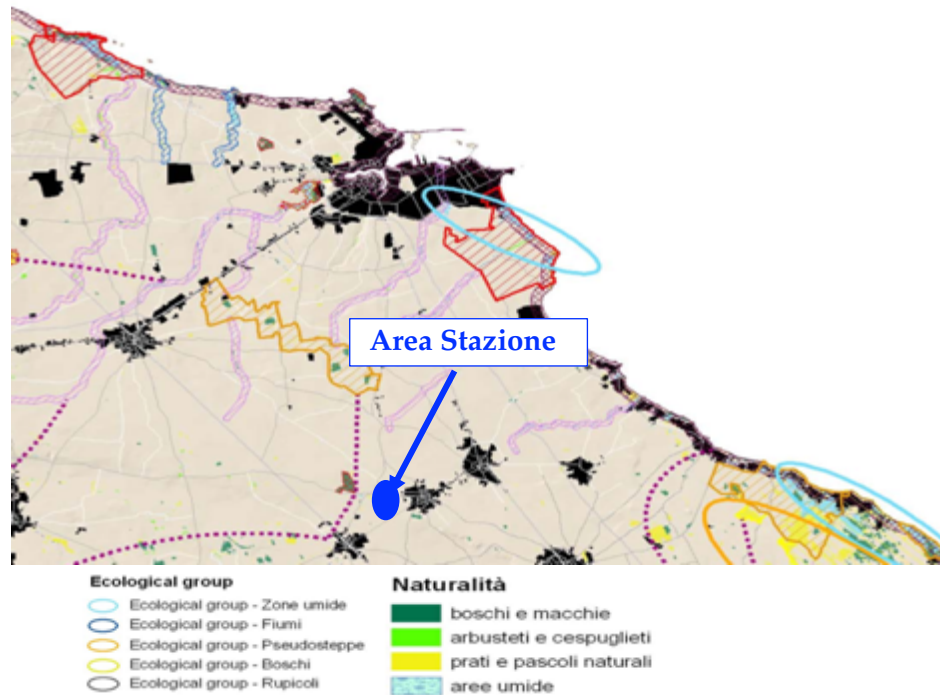 Area Stazione
Ecological group
Ecological group - Zone umide
Ecological group - Fiumi
Ecological group - Pseudosteppe
Ecological group - Boschi
Ecological group - Rupicoli
Naturalità
boschi e macchie
arbusteti e cespuglieti
prati e pascoli naturali
aree umide